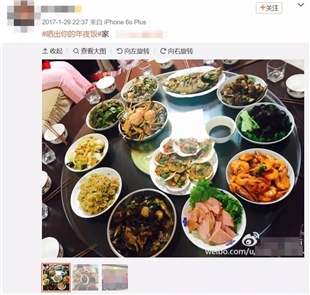 +关注
2017-1-29 22:37 来自 iPhone 6s Plus
#晒出你的年夜饭#家
收起 查看大图 向左旋转 向右旋转
weibo.com/u/